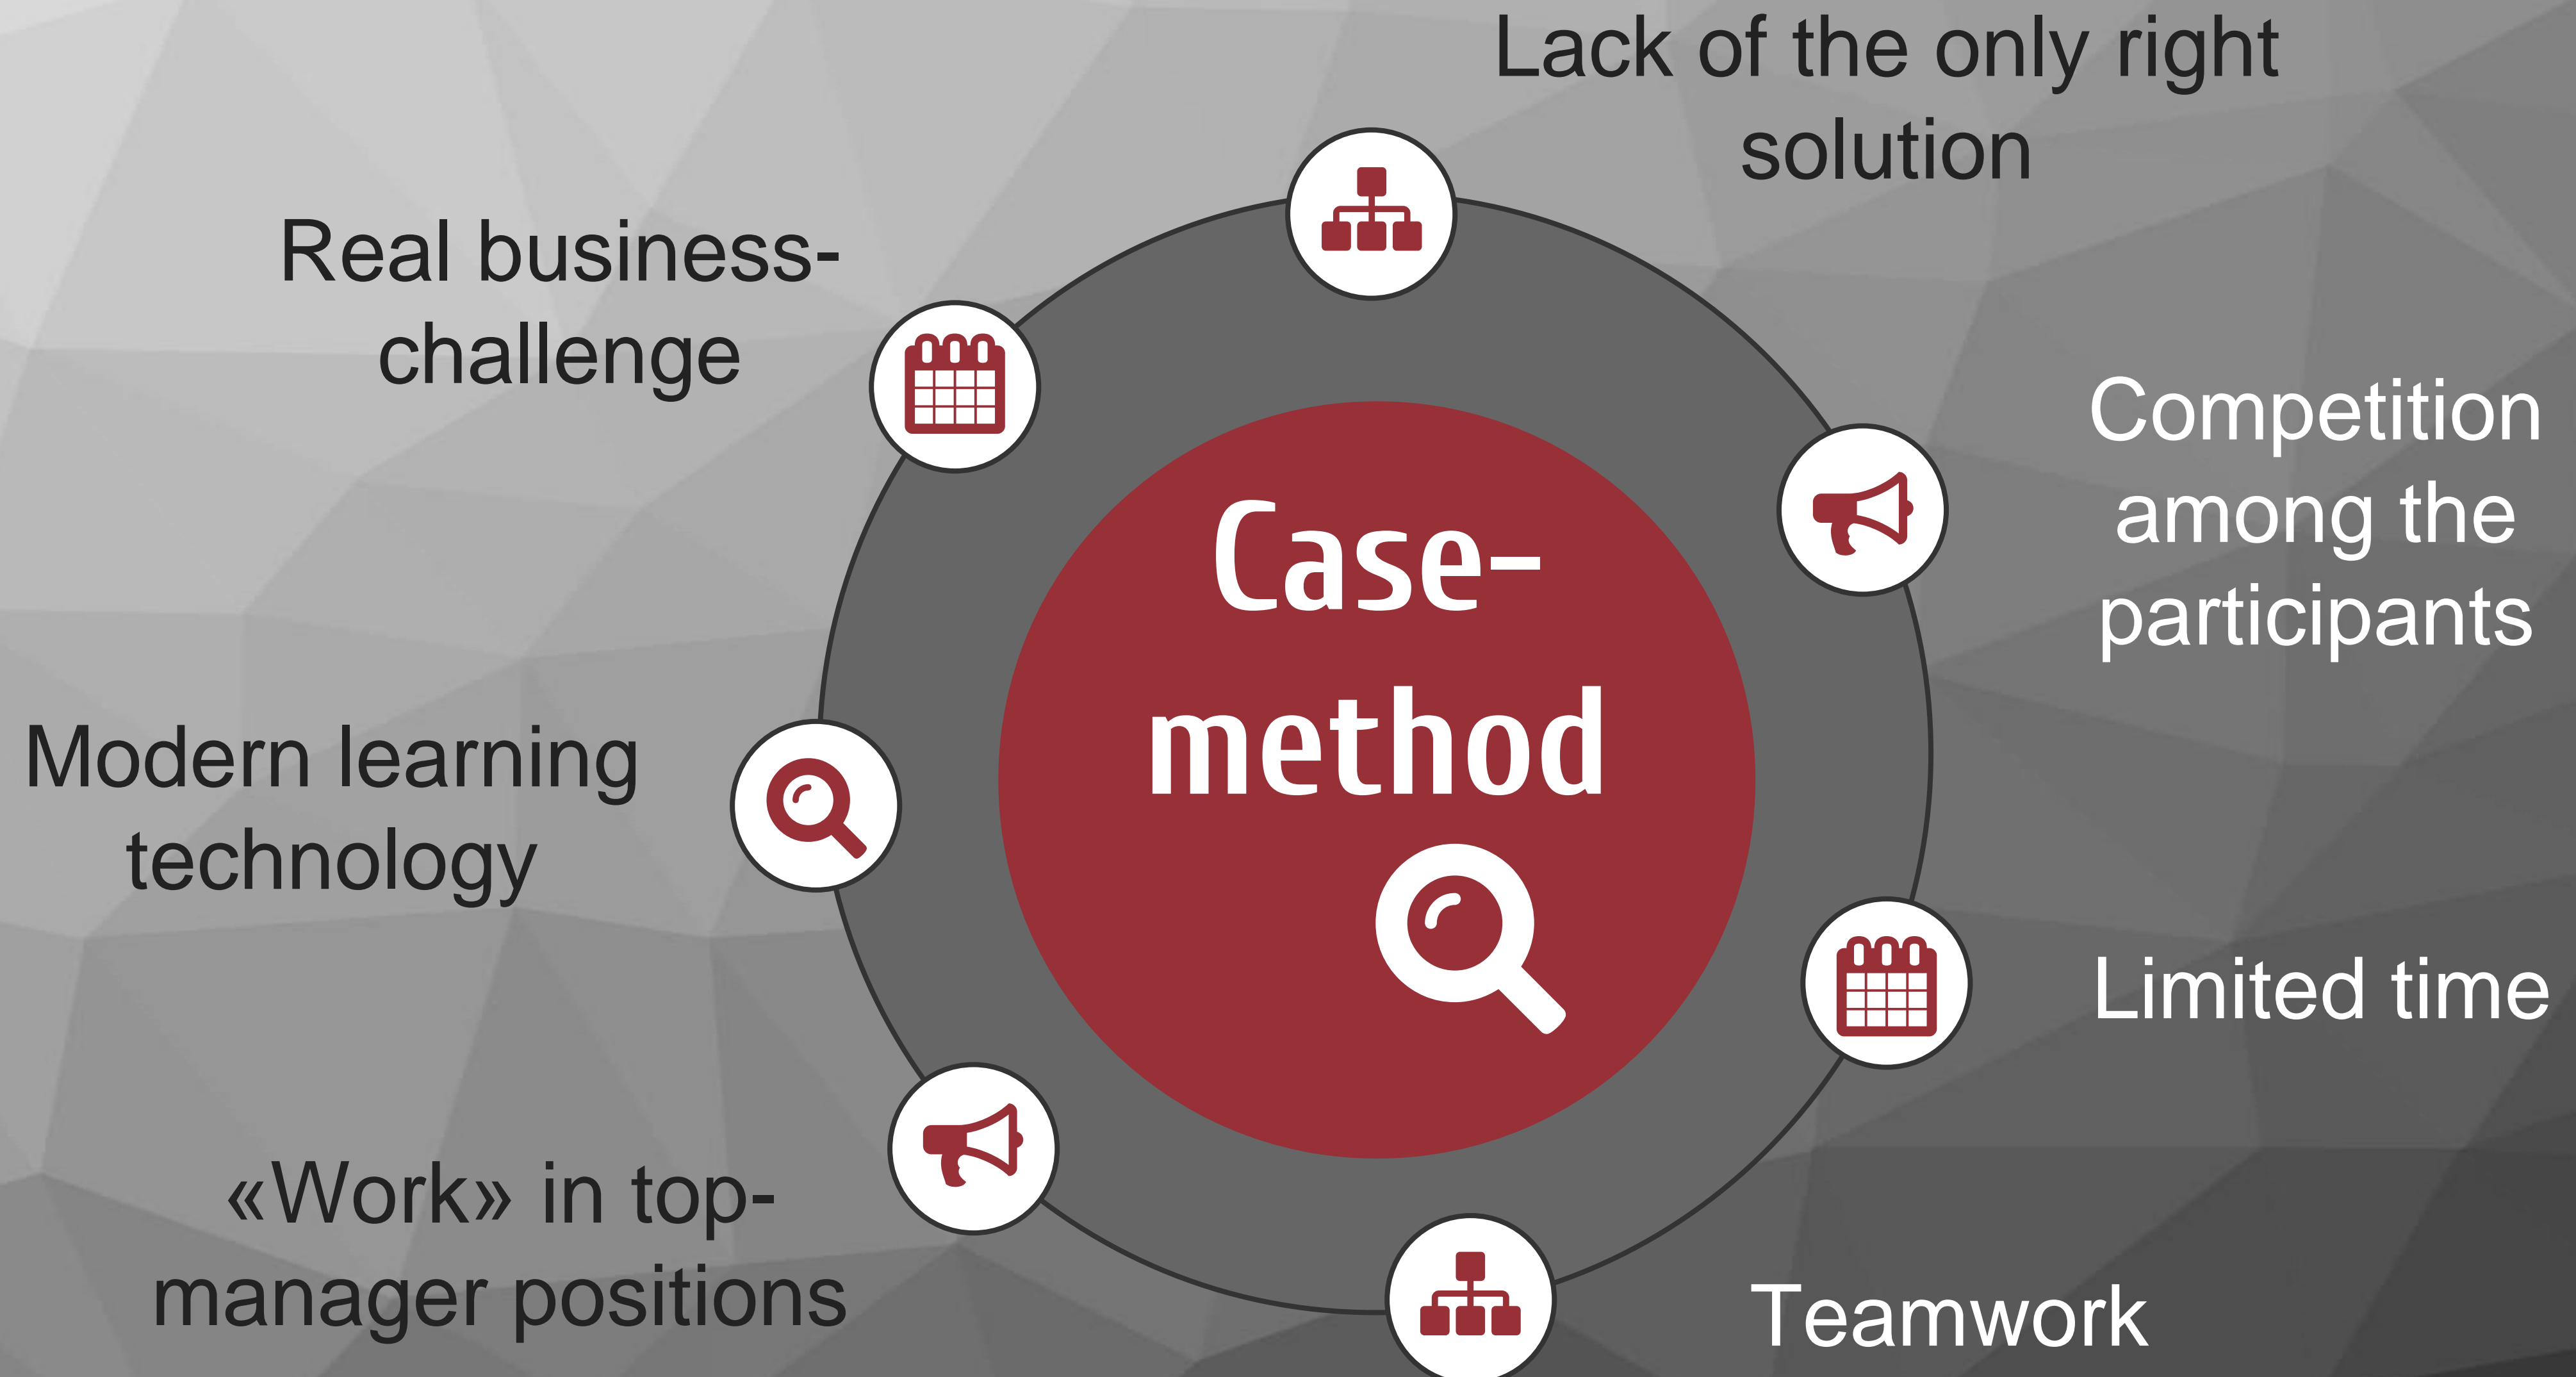 Lack of the only right
solution
Real business-
challenge
Competition
among the
participants
Case-
method
Modern learning
technology
Limited time
«Work» in top-
manager positions
Teamwork